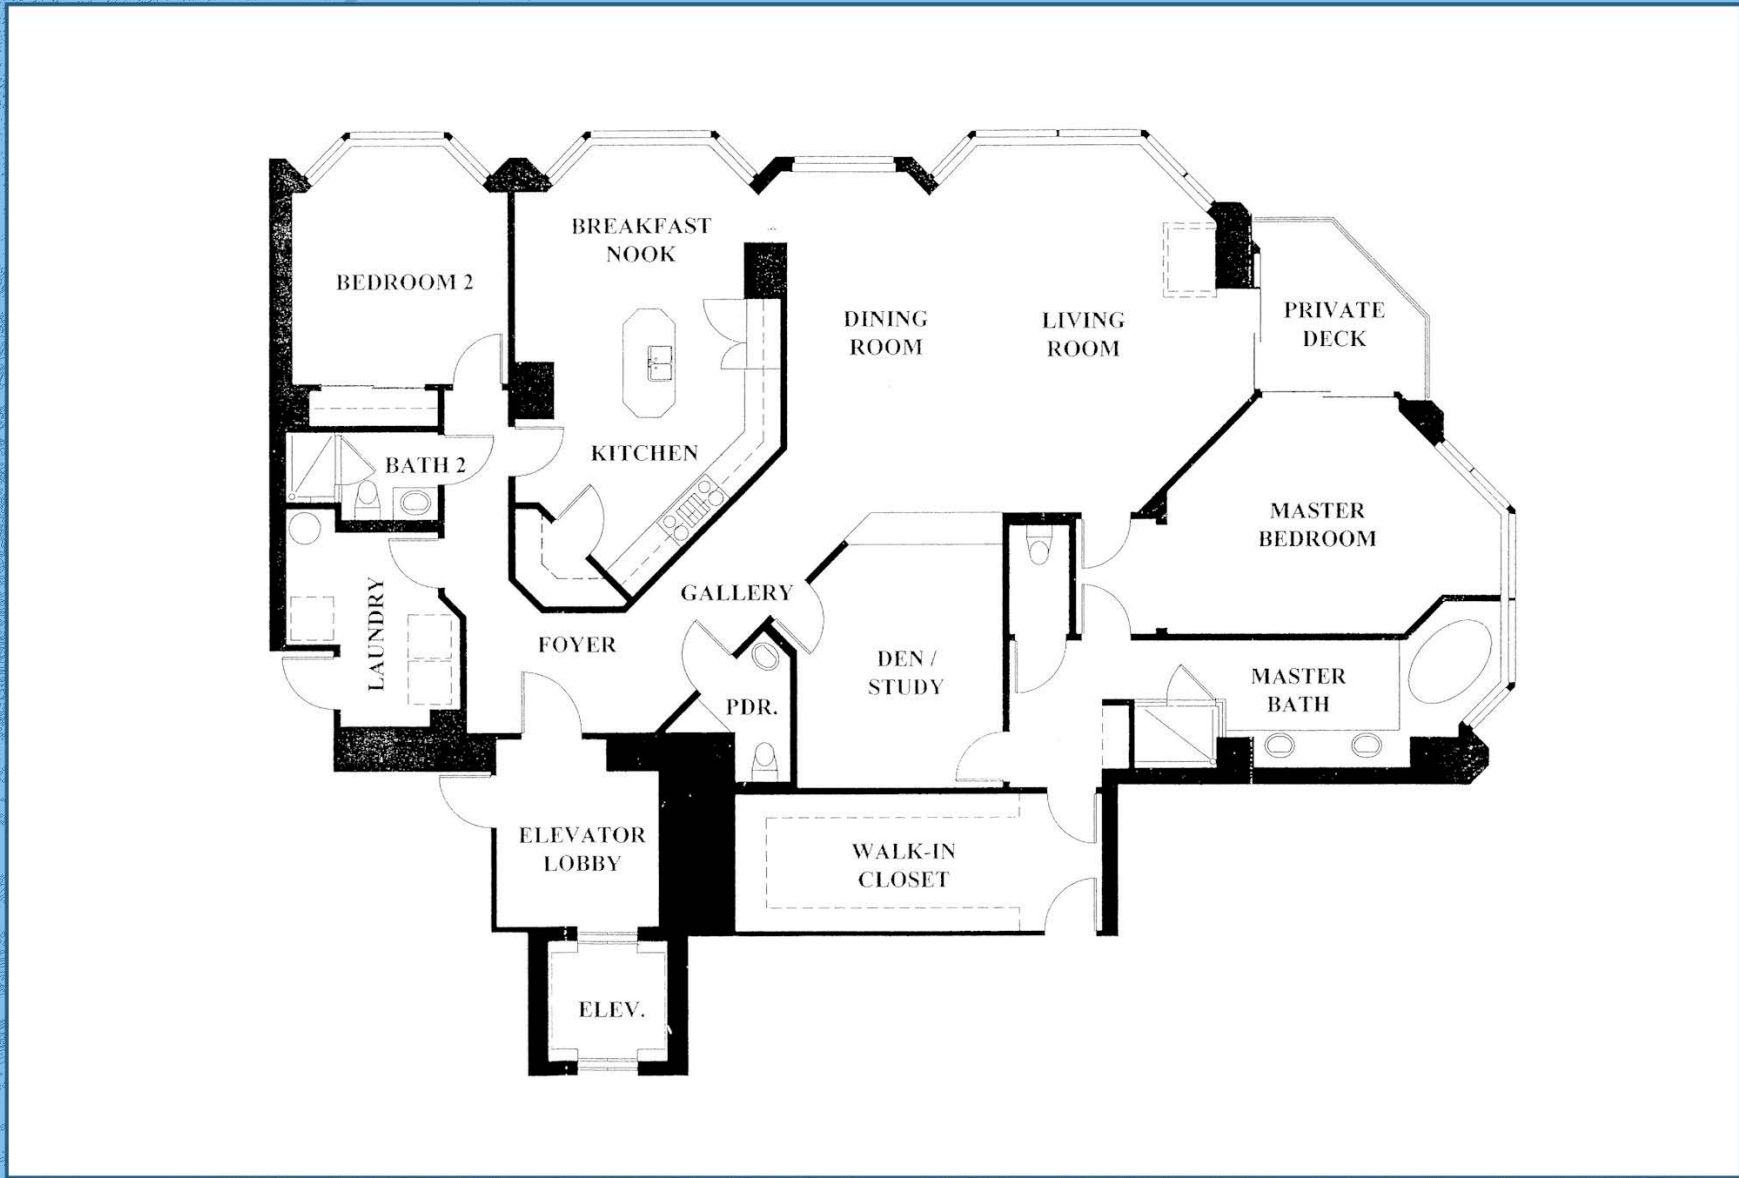 BREAKFAST
NOOK
BEDROOM 2
DINING
ROOM
LIVING
ROOM
PRIVATE
DECK
KITCHEN
BATH 2
MASTER
BEDROOM
GALLERY
LAUNDRY
FOYER
DEN /
STUDY
MASTER
BATH
PDR.
ELEVATOR
LOBBY
WALK-IN
CLOSET
ELEV.